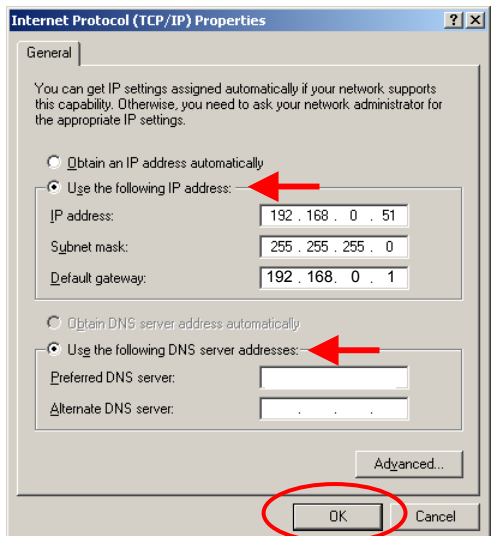 Internet Protocol (TCP/IP) Properties ? X
General
You can get IP settings assigned automatically if your network supports
this capability. Otherwise, you need to ask your network administrator for
the appropriate IP settings.
Obtain an IP address automatically
Use the following IP address:
IP address: 192 . 168 . 0 . 51
Subnet mask: 255 . 255 . 255 . 0
Default gateway: 192 . 168 . 0 . 1
Obtain DNS server address automatically
Use the following DNS server addresses:
Preferred DNS server:
Alternate DNS server: . . .
Advanced...
OK Cancel